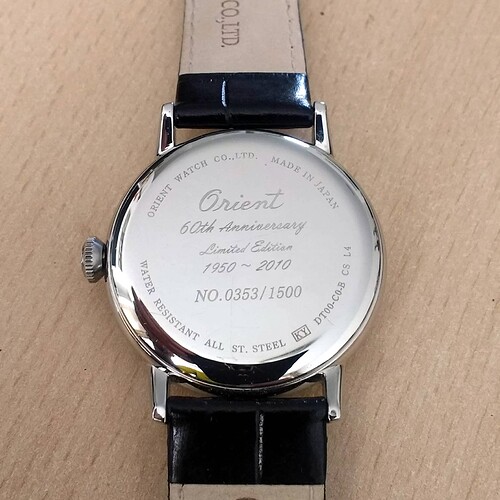 CO.,LTD.
ORIENT WATCH CO.,LTD. MADE IN JAPAN
Orient
60th Anniversary
Limited Edition
1950 ~ 2010
NO.0353/1500
WATER RESISTANT ALL ST. STEEL KY DT00-C0-B CS L4